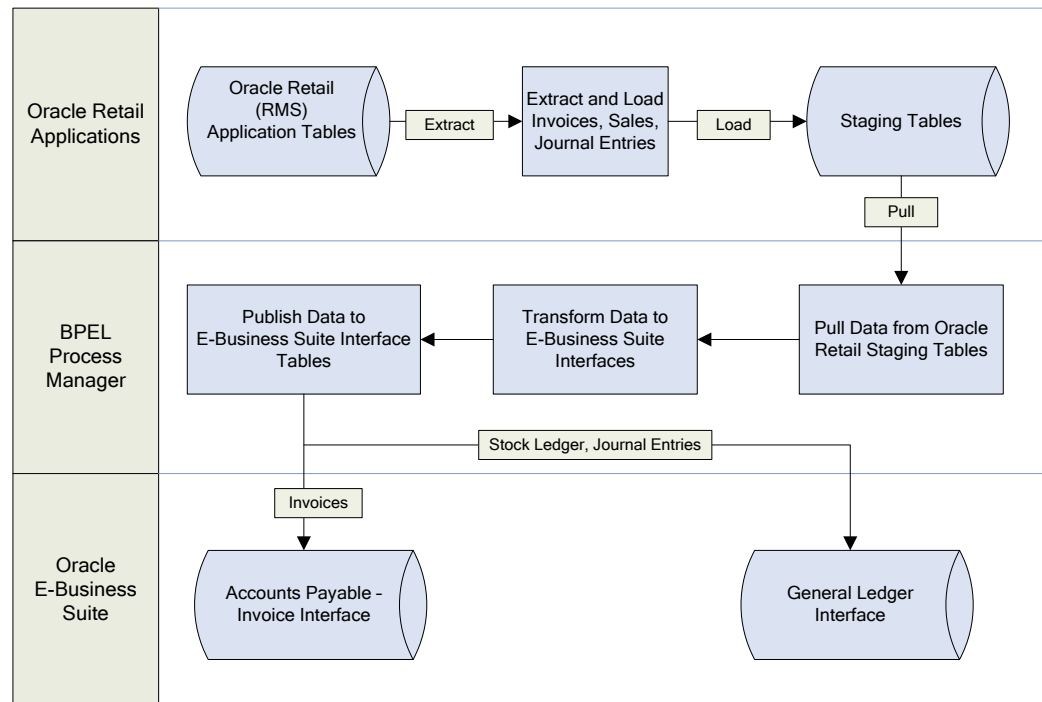 Oracle Retail
Applications
Oracle Retail
(RMS)
Application Tables
Extract
Extract and Load
Invoices, Sales,
Journal Entries
Load
Staging Tables
Pull
BPEL
Process
Manager
Publish Data to
E-Business Suite Interface
Tables
Transform Data to
E-Business Suite
Interfaces
Pull Data from Oracle
Retail Staging Tables
Stock Ledger, Journal Entries
Invoices
Oracle
E-Business
Suite
Accounts Payable –
Invoice Interface
General Ledger
Interface